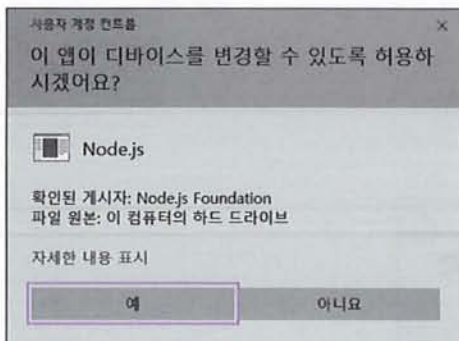 사용자 계정 컨트롤
이 앱이 디바이스를 변경할 수 있도록 허용하
시겠어요?
Node.js
확인된 게시자: Node.js Foundation
파일 원본: 이 컴퓨터의 하드 드라이브
자세한 내용 표시
예
아니요